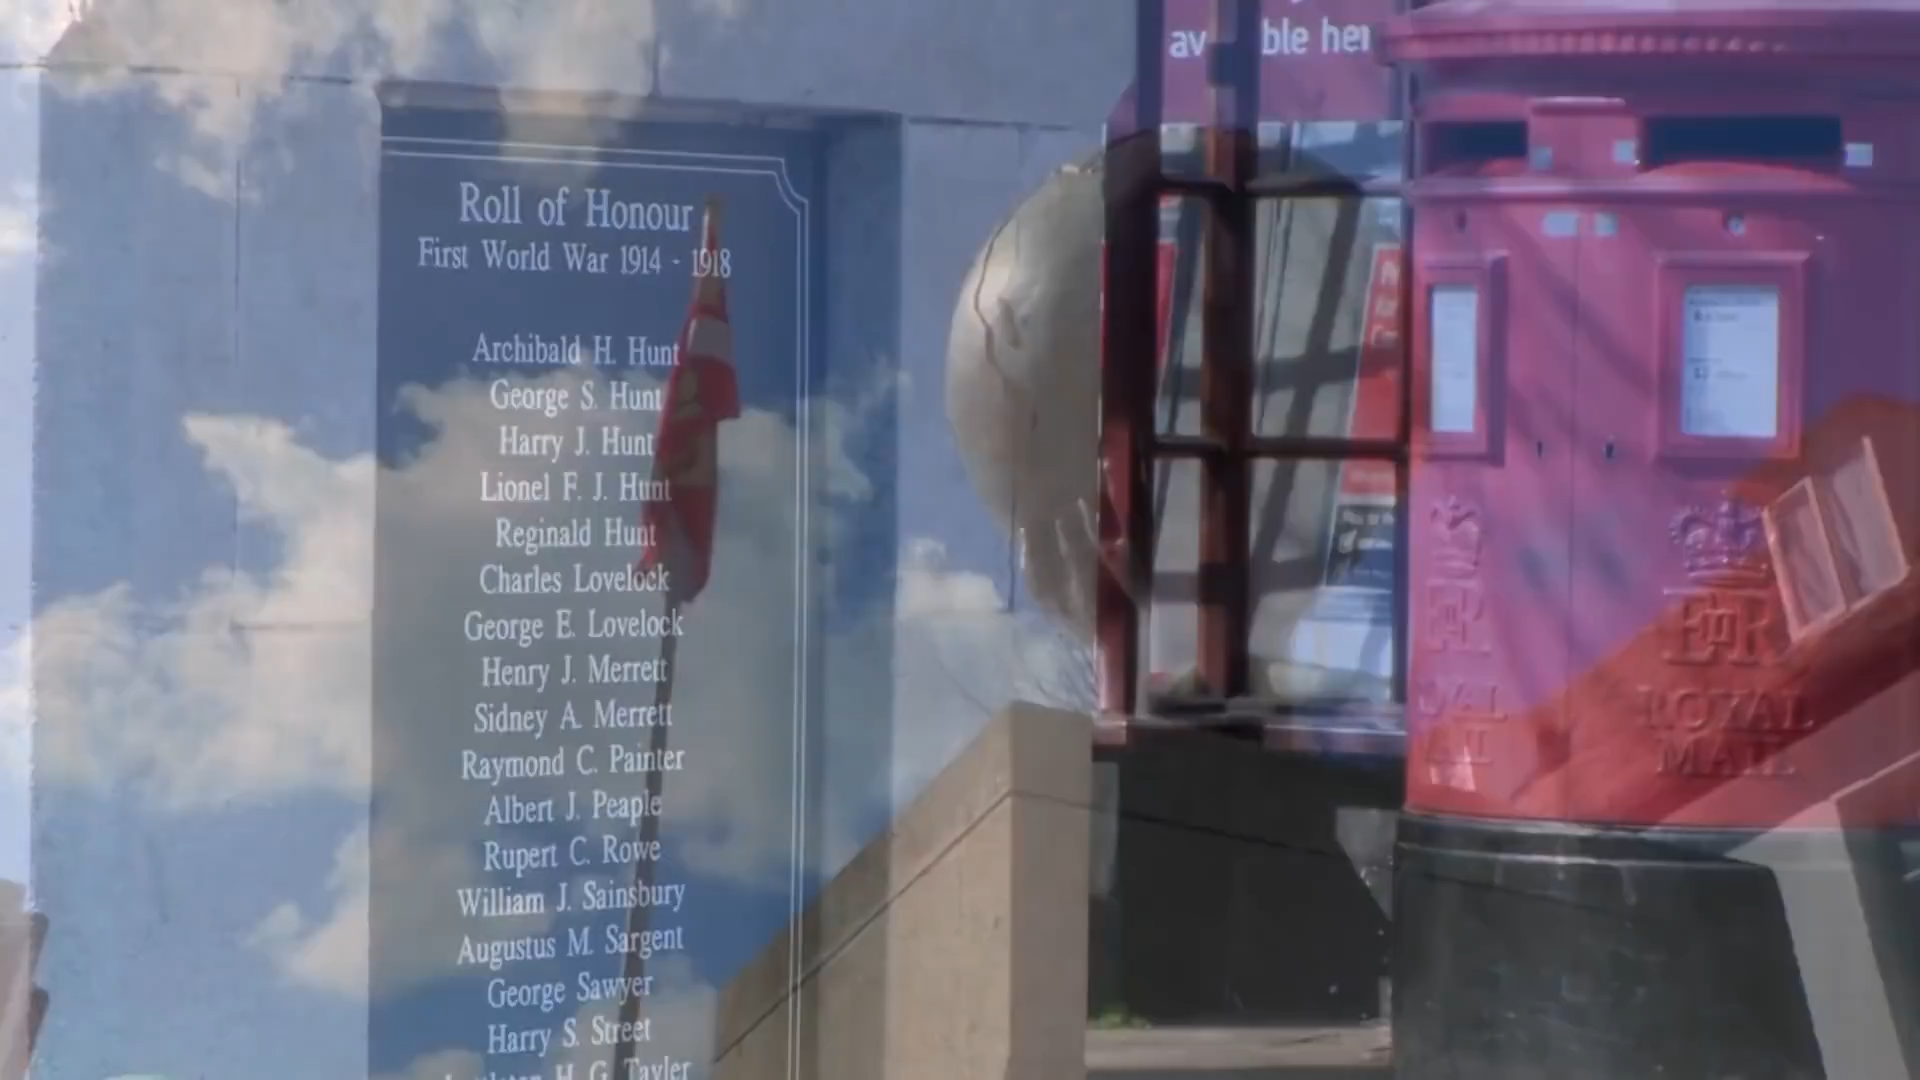 Roll of Honour
First World War 1914 - 1918
Archibald H. Hunt
George S. Hunt
Harry J. Hunt
Lionel F. J. Hunt
Reginald Hunt
Charles Lovelock
George E. Lovelock
Henry J. Merrett
Sidney A. Merrett
Raymond C. Painter
Albert J. Peaple
Rupert C. Rowe
William J. Sainsbury
Augustus M. Sargent
George Sawyer
Harry S. Street
H. G. Tayler
EIIR
ROYAL
MAIL